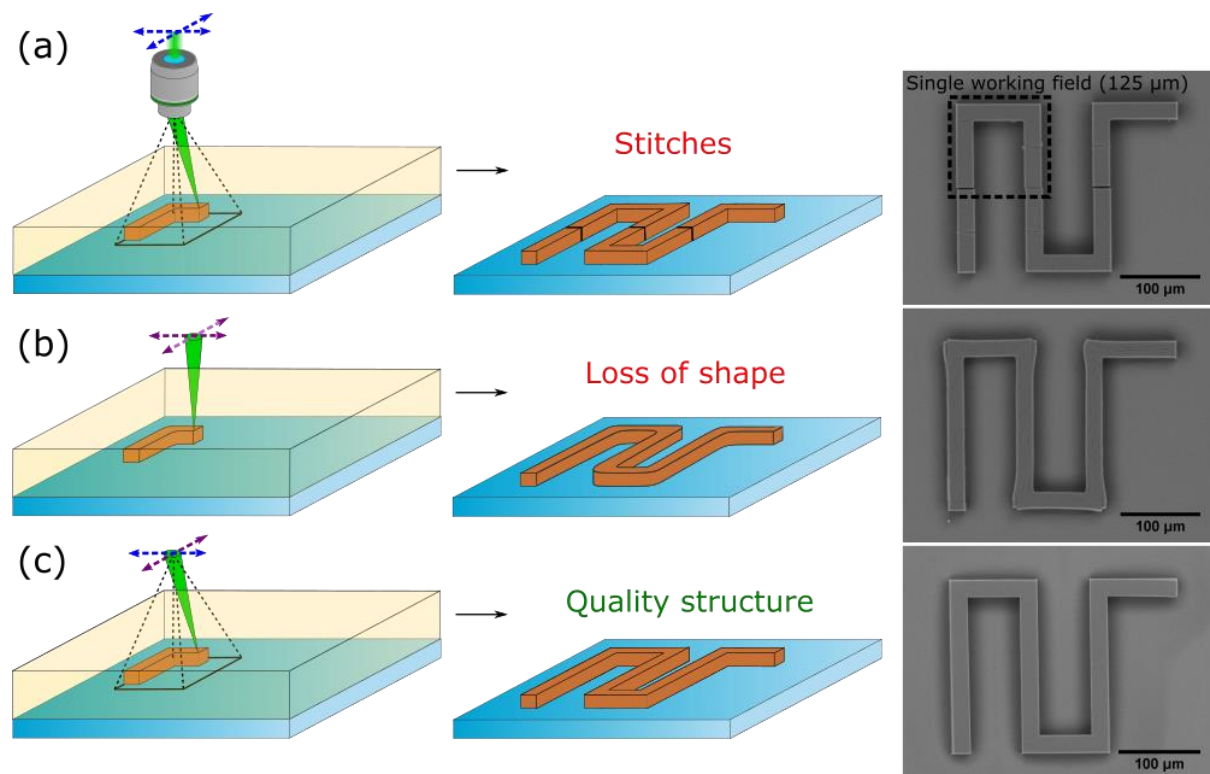 (a)
Stitches
Single working field (125 µm)
100 µm
(b)
Loss of shape
100 µm
(c)
Quality structure
100 µm